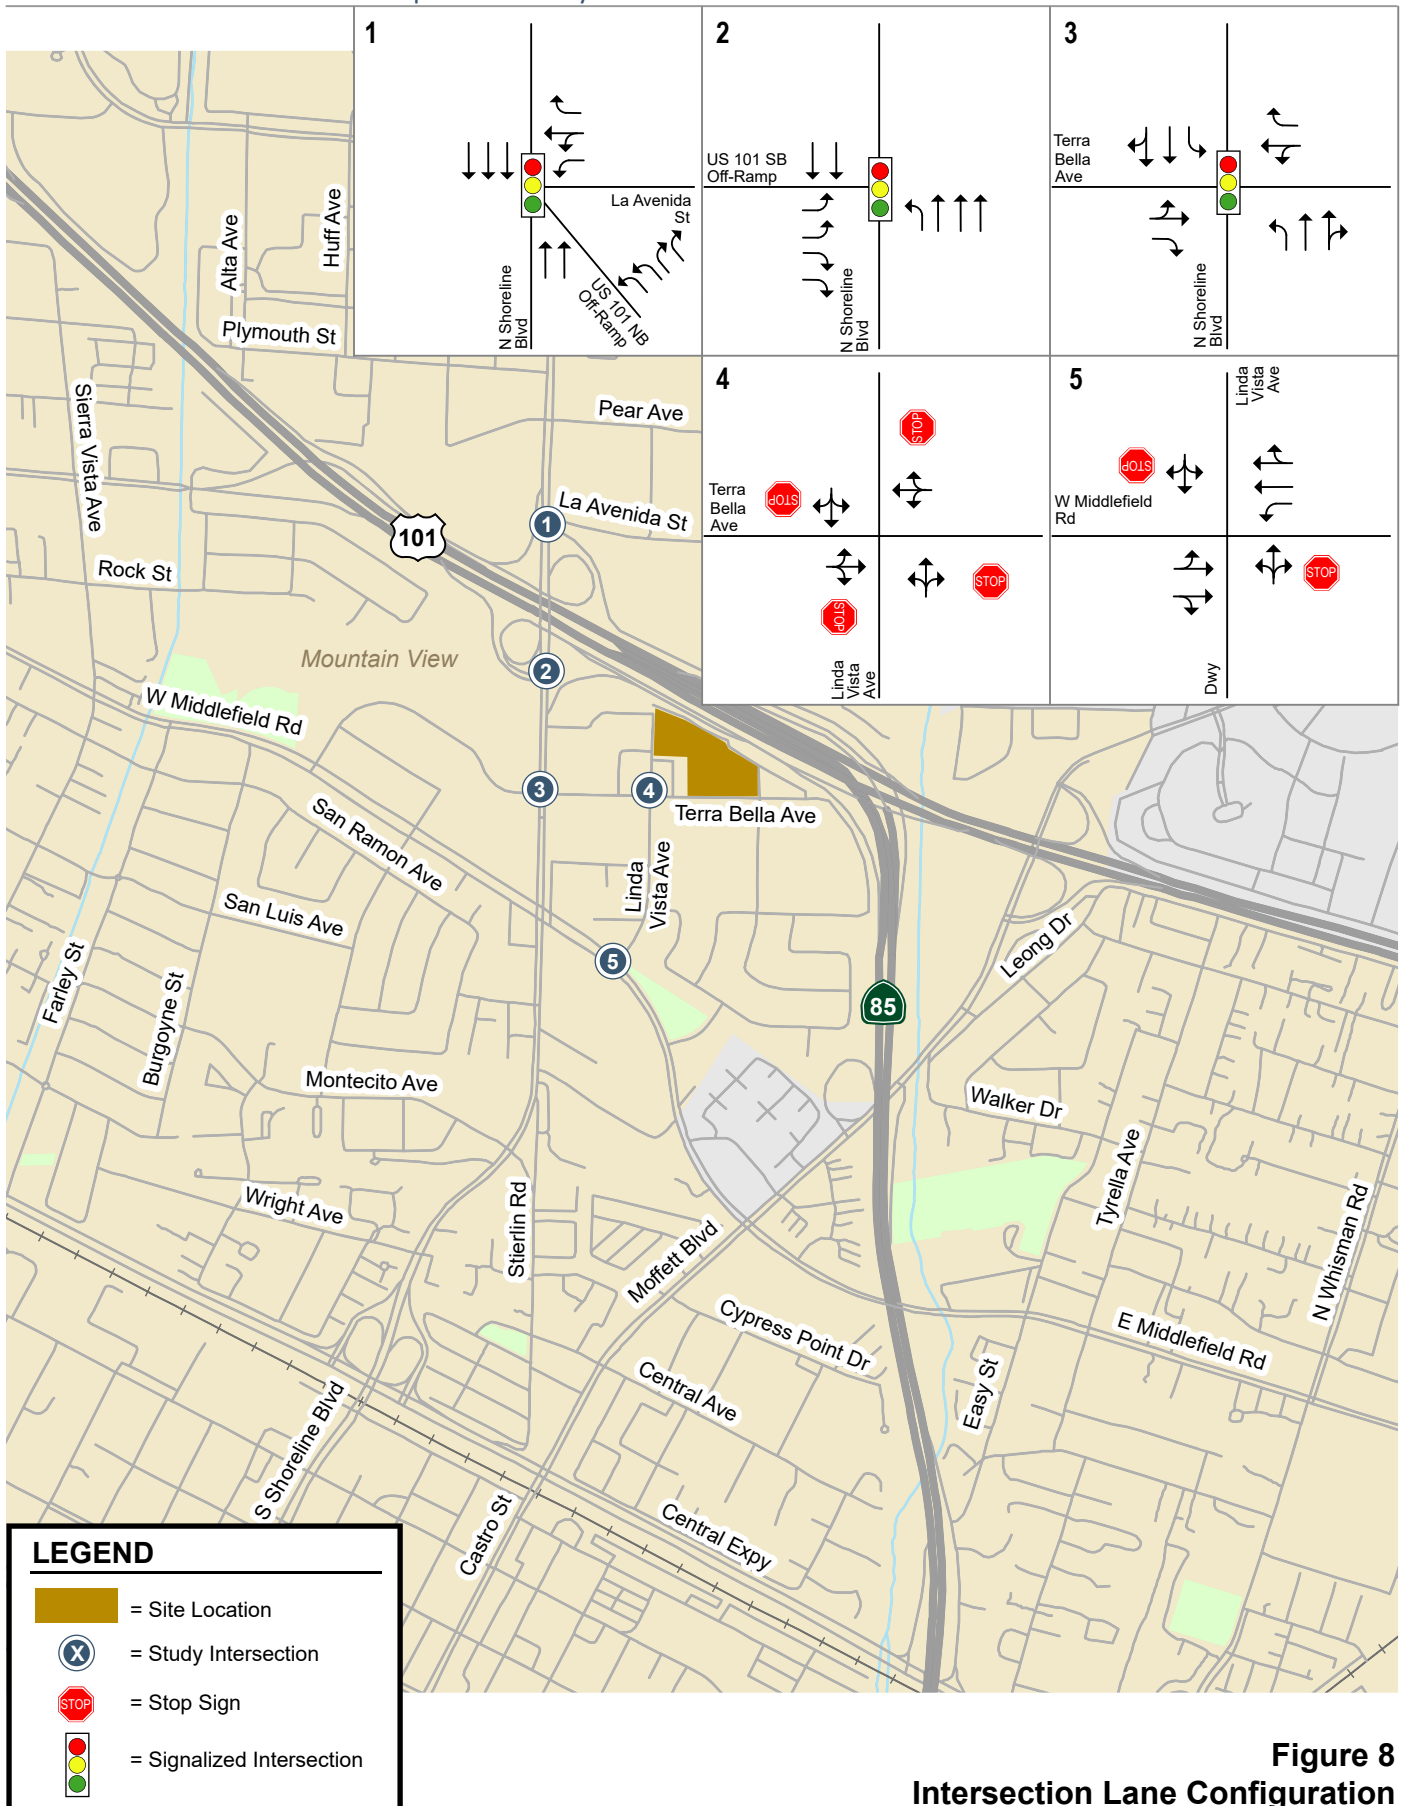 1
2
3
La Avenida
St
US 101 NB
Off-Ramp
N Shoreline
Blvd
US 101 SB
Off-Ramp
N Shoreline
Blvd
Terra
Bella
Ave
N Shoreline
Blvd
4
5
STOP
STOP
STOP
STOP
Terra
Bella
Ave
Linda
Vista
Ave
Linda
Vista
Ave
STOP
STOP
W Middlefield
Rd
Dwy
Alta Ave
Huff Ave
Plymouth St
Sierra Vista Ave
Pear Ave
La Avenida St
1
101
Rock St
Mountain View
2
W Middlefield Rd
3
4
Terra Bella Ave
San Ramon Ave
Linda
Vista Ave
San Luis Ave
Farley St
Burgoyne St
5
Leong Dr
85
Montecito Ave
Walker Dr
Tyrella Ave
Wright Ave
Stierlin Rd
Moffett Blvd
N Whisman Rd
Cypress Point Dr
E Middlefield Rd
Central Ave
Easy St
S Shoreline Blvd
Castro St
Central Expy
LEGEND
= Site Location
X
= Study Intersection
STOP
= Stop Sign
= Signalized Intersection
Figure 8
Intersection Lane Configuration